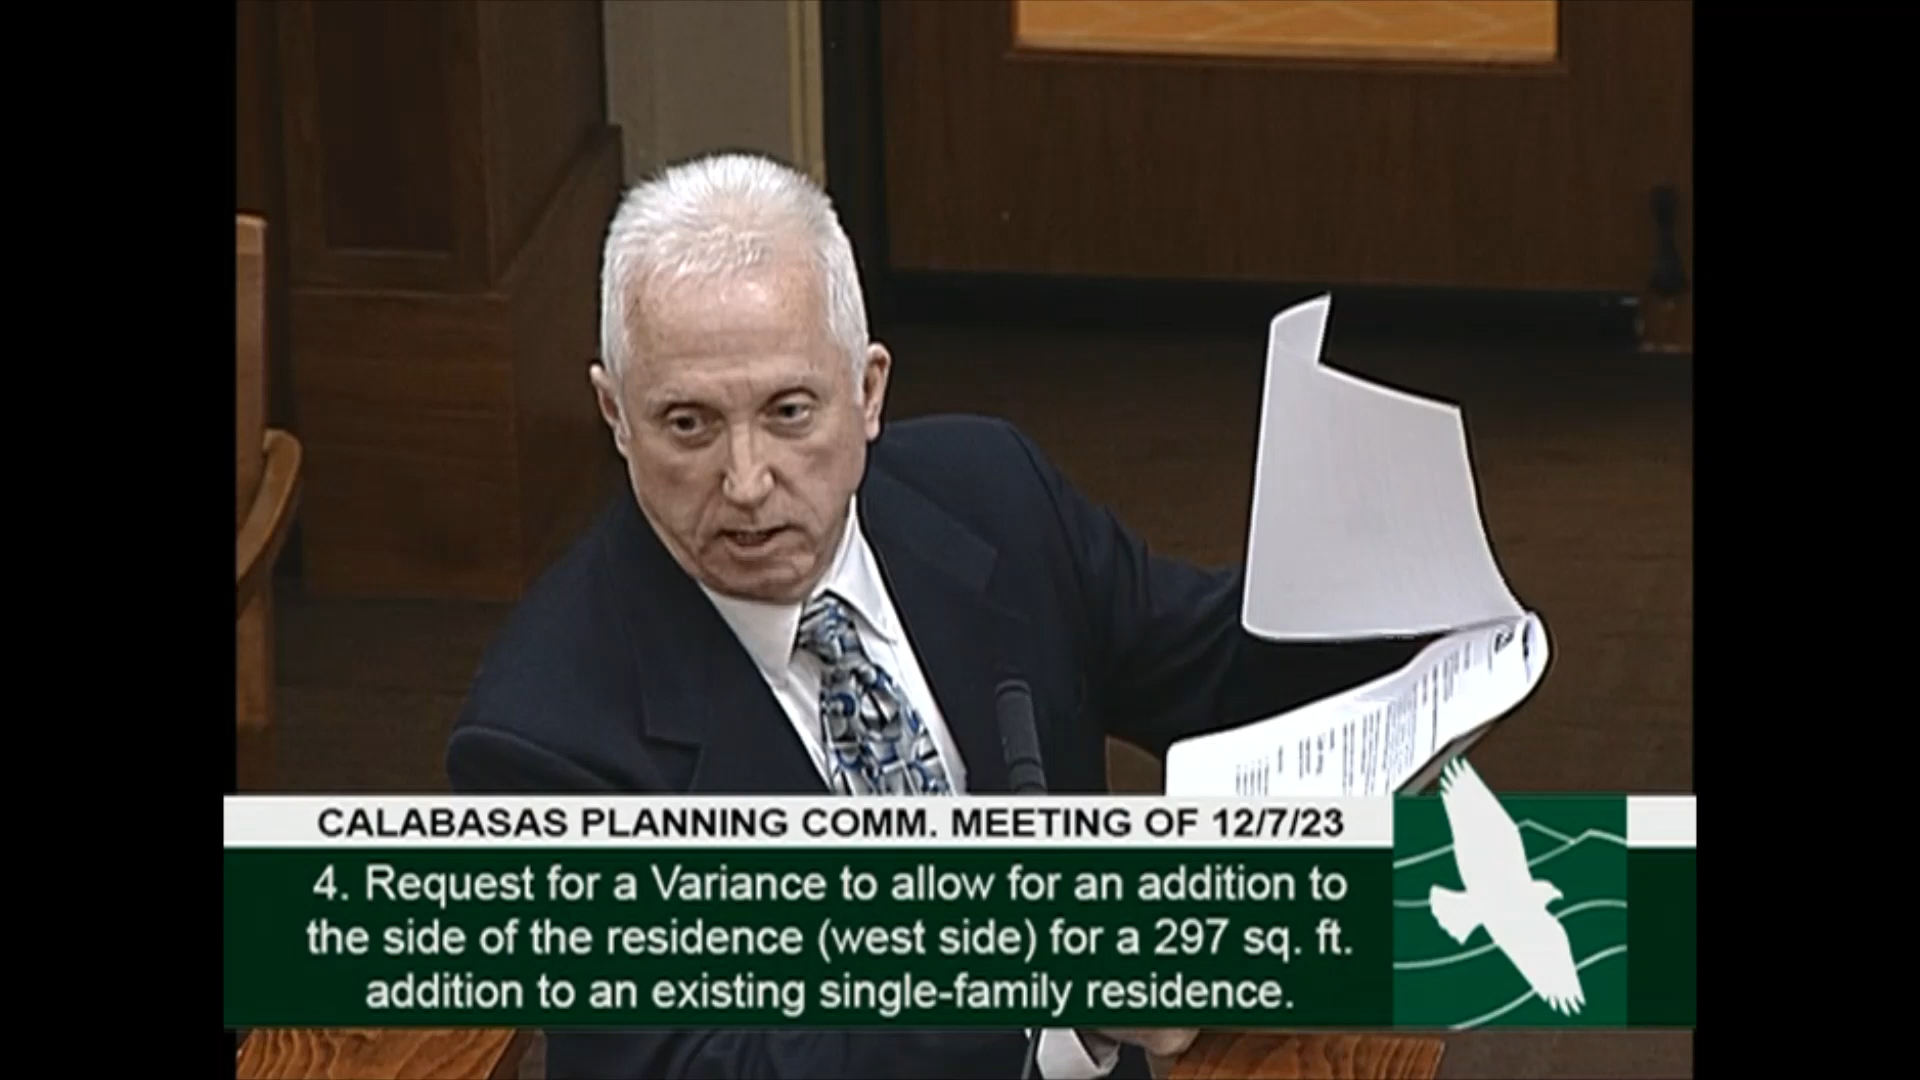 CALABASAS PLANNING COMM. MEETING OF 12/7/23
4. Request for a Variance to allow for an addition to
the side of the residence (west side) for a 297 sq. ft.
addition to an existing single-family residence.